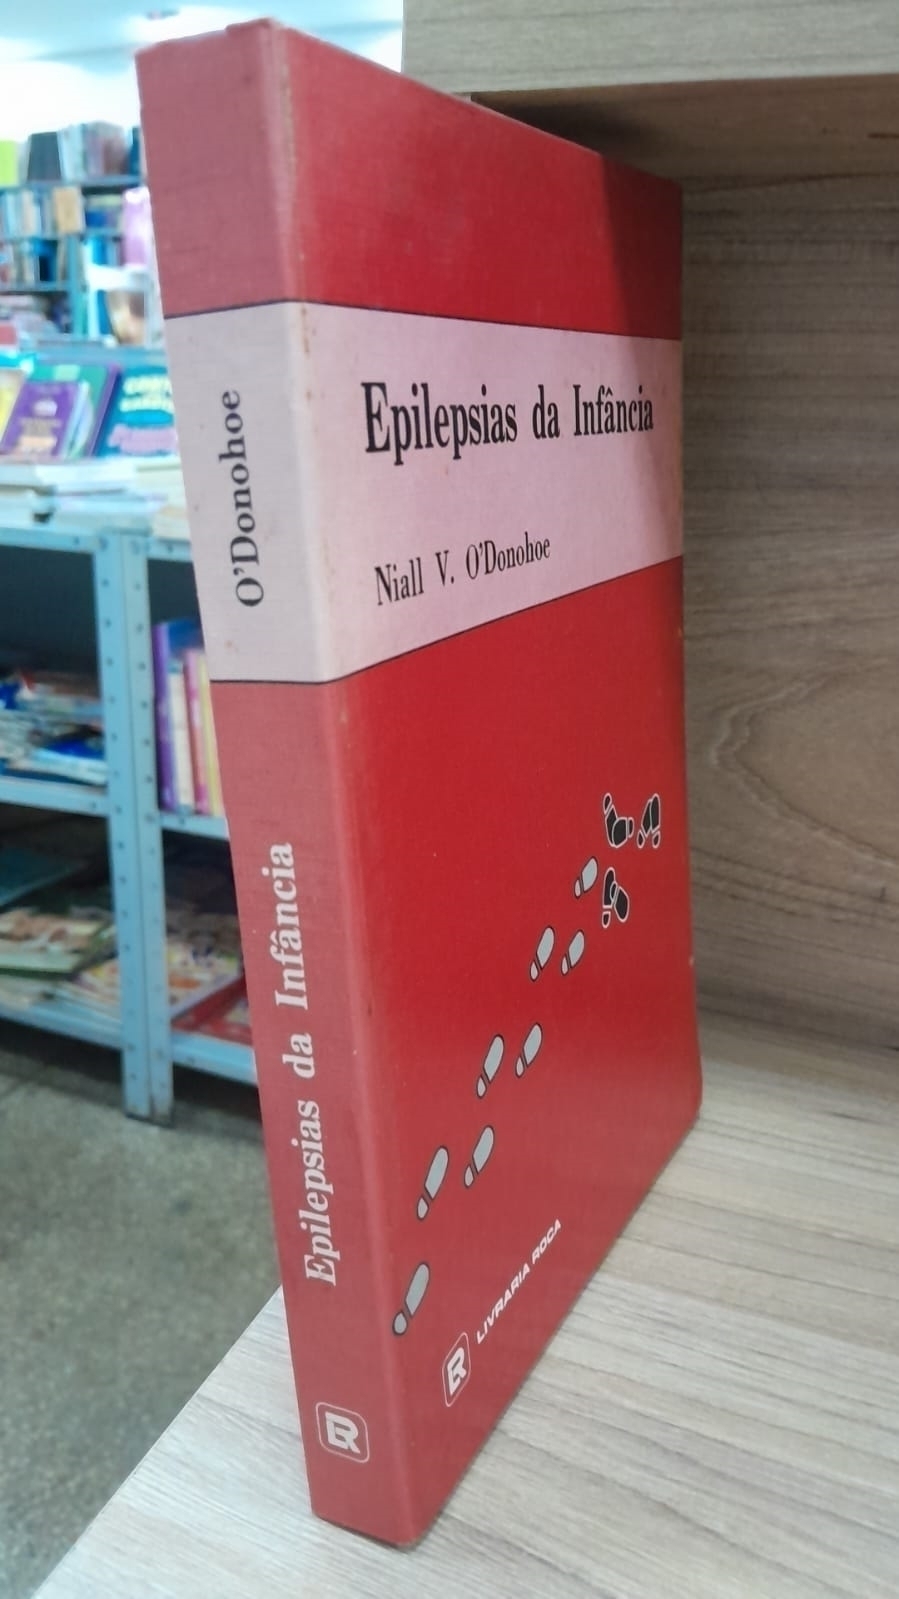 O'Donohoe
Epilepsias da Infância
Epilepsias da Infância
Niall V. O'Donohoe
LIVRARIA ROCA